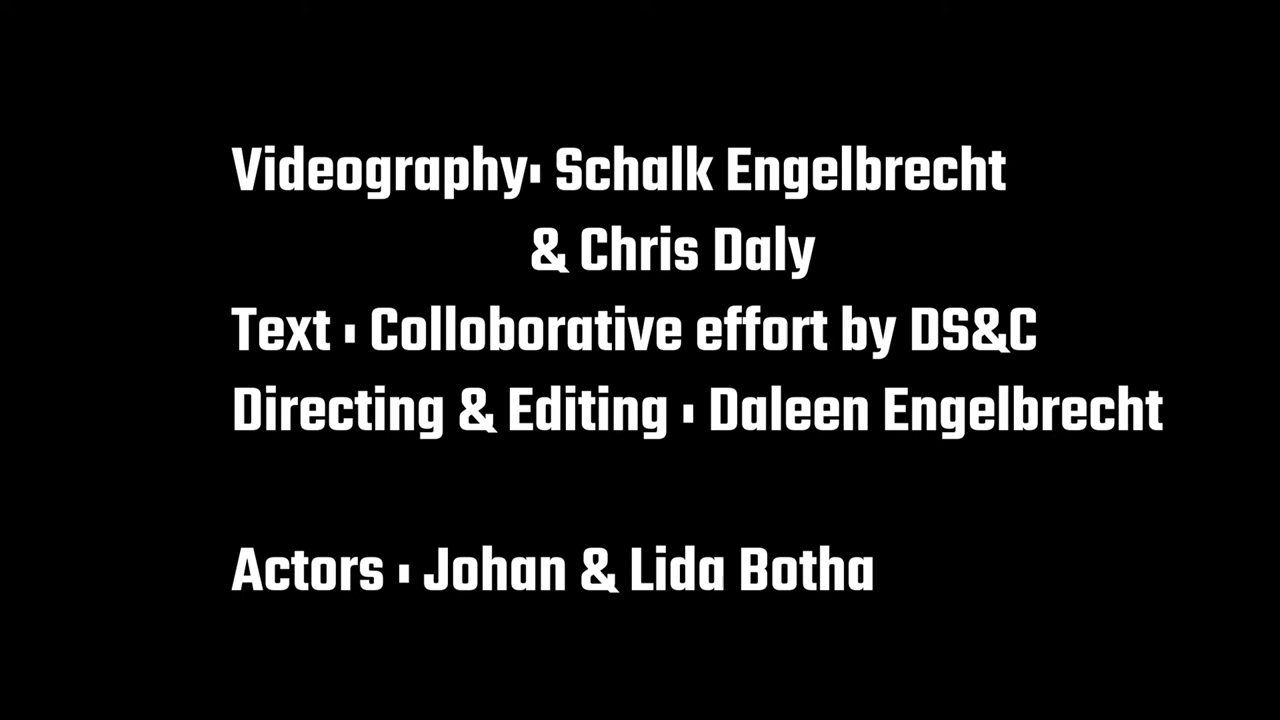 Videography: Schalk Engelbrecht
& Chris Daly
Text : Colloborative effort by DS&C
Directing & Editing : Daleen Engelbrecht
Actors : Johan & Lida Botha